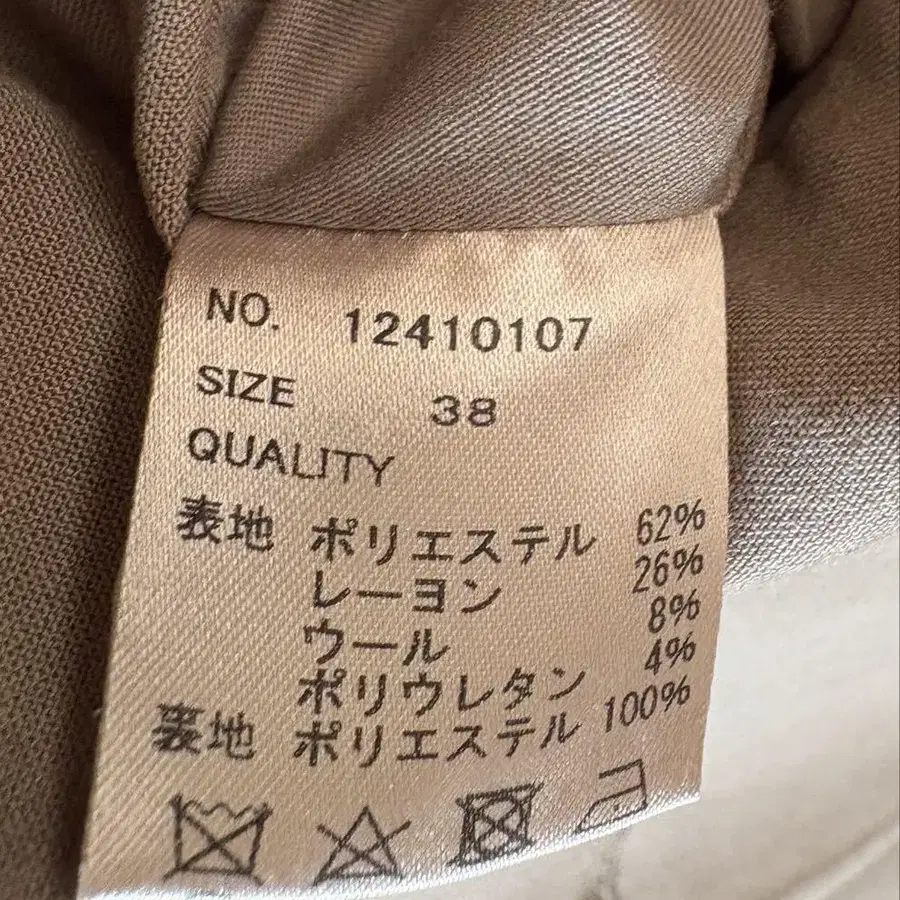 NO. 12410107
SIZE 38
QUALITY
表地 ポリエステル 62%
レーヨン 26%
ウール 8%
ポリウレタン 4%
裏地 ポリエステル 100%